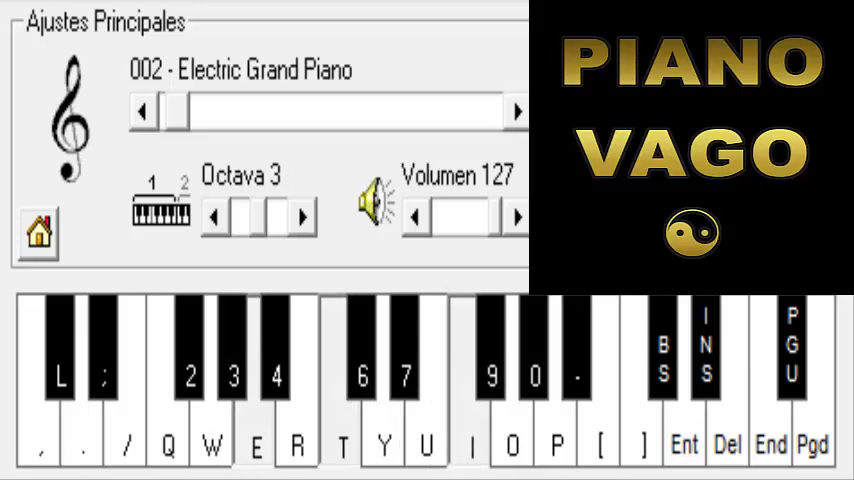 Ajustes Principales
002 - Electric Grand Piano
1 2
Octava 3
Volumen 127
PIANO
VAGO
L ; 2 3 4 6 7 9 0 - BS INS PGU
, . / Q W E R T Y U I O P [ ] Ent Del End Pgd